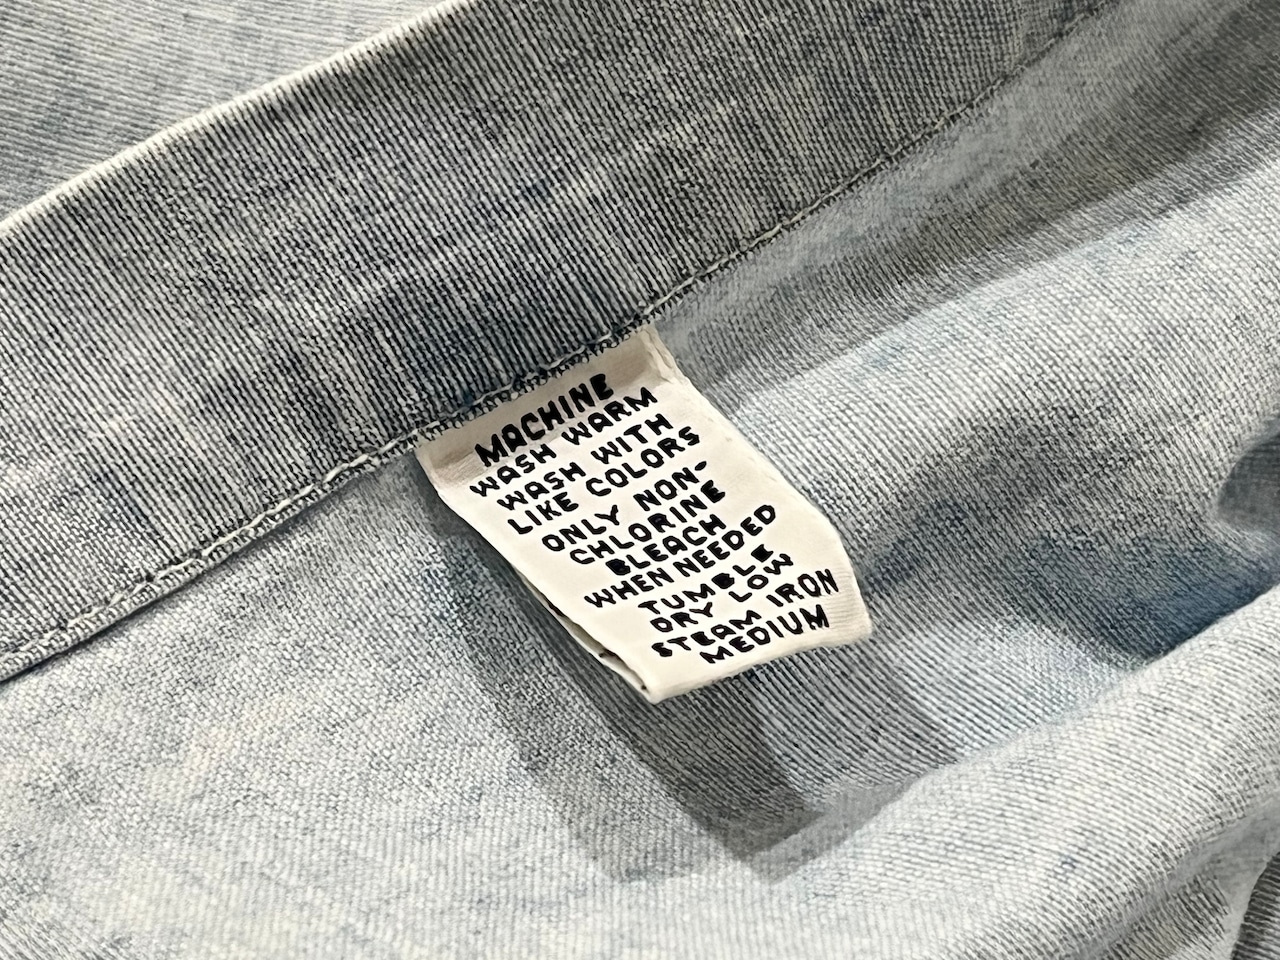 MACHINE
WASH WARM
WASH WITH
LIKE COLORS
ONLY NON-
CHLORINE
BLEACH
WHEN NEEDED
TUMBLE
DRY LOW
STEAM IRON
MEDIUM